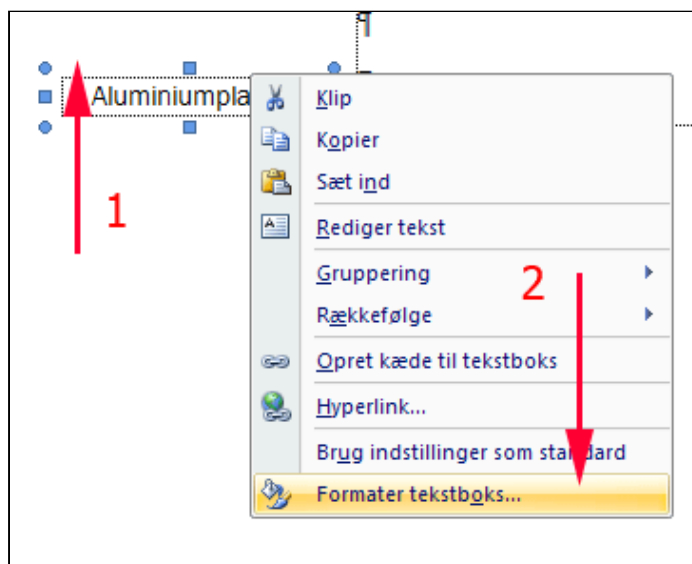 ¶
Aluminiumpla
Klip
Kopier
Sæt ind
1
Rediger tekst
Gruppering
2
Rækkefølge
Opret kæde til tekstboks
Hyperlink...
Brug indstillinger som standard
Formater tekstboks...